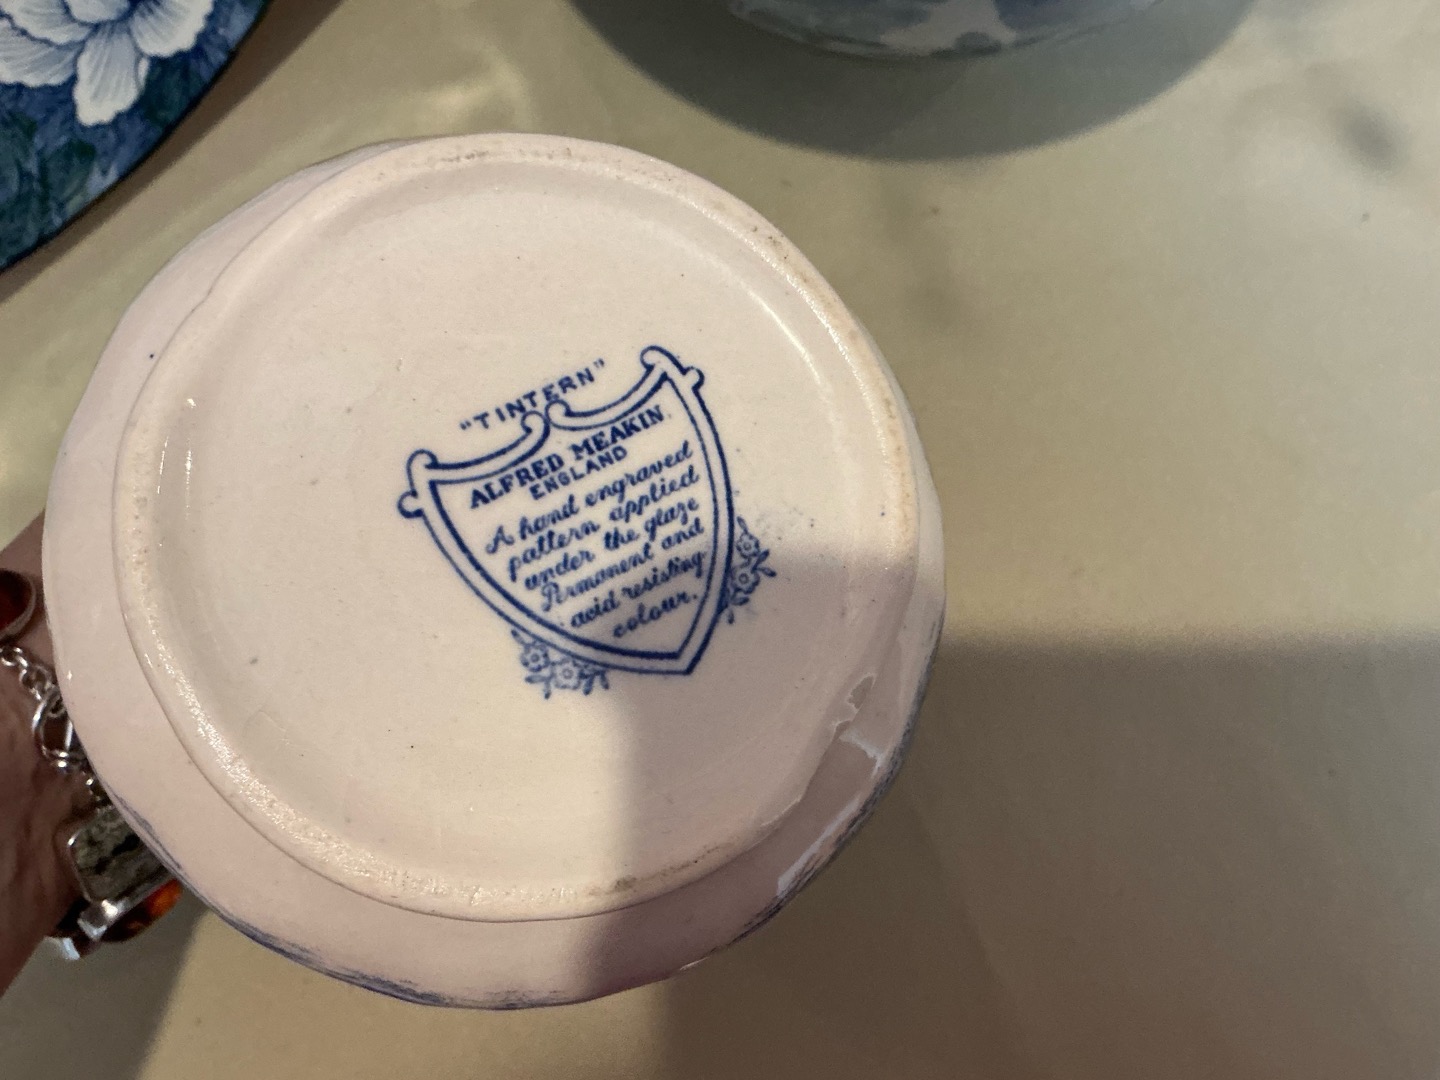 "TINTERN"
ALFRED MEAKIN
ENGLAND
A hand engraved
pattern applied
under the glaze
Permanent and
acid resisting
colour.